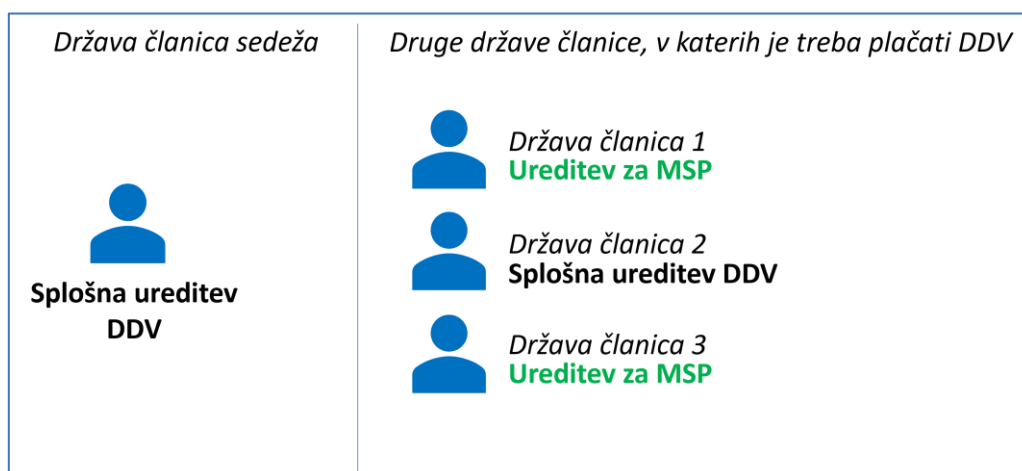 Država članica sedeža
Druge države članice, v katerih je treba plačati DDV
Splošna ureditev
DDV
Država članica 1
Ureditev za MSP
Država članica 2
Splošna ureditev DDV
Država članica 3
Ureditev za MSP